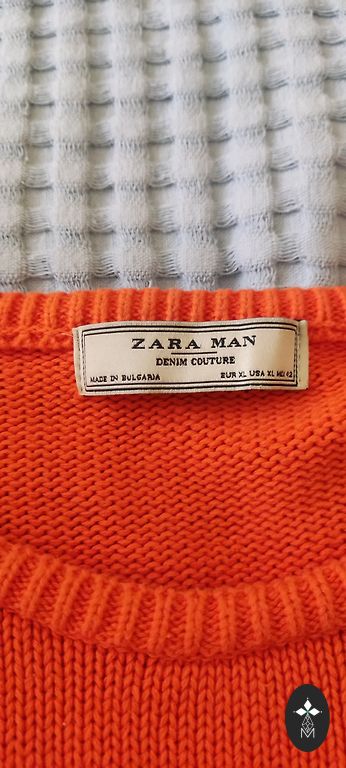 ZARA MAN
DENIM COUTURE
MADE IN BULGARIA EUR XL USA XL MEX 42
M